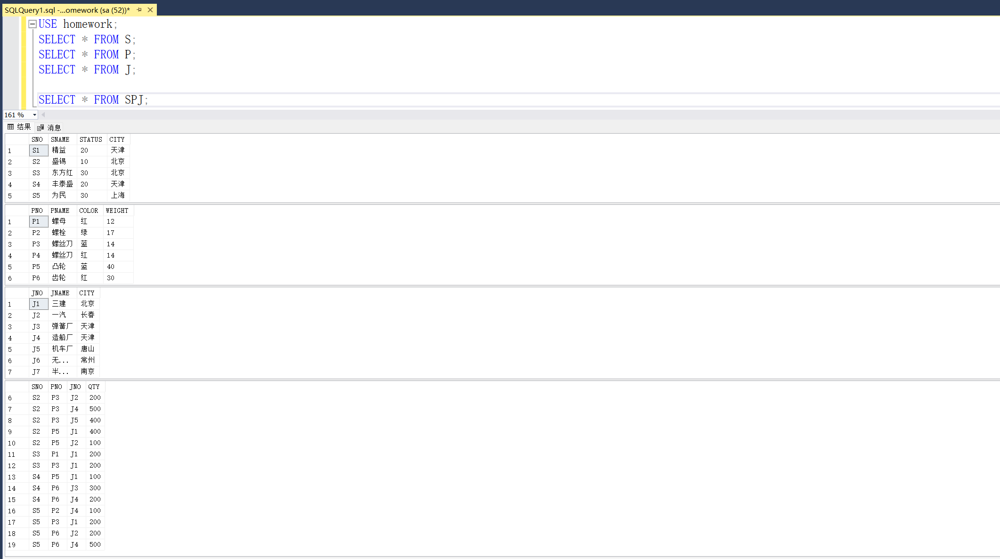 SQLQuery1.sql -...omework (sa (52))*
USE homework;
SELECT * FROM S;
SELECT * FROM P;
SELECT * FROM J;
SELECT * FROM SPJ;
161 %
结果 消息
SNO SNAME STATUS CITY
1 S1 精益 20 天津
2 S2 盛锡 10 北京
3 S3 东方红 30 北京
4 S4 丰泰盛 20 天津
5 S5 为民 30 上海
PNO PNAME COLOR WEIGHT
1 P1 螺母 红 12
2 P2 螺栓 绿 17
3 P3 螺丝刀 蓝 14
4 P4 螺丝刀 红 14
5 P5 凸轮 蓝 40
6 P6 齿轮 红 30
JNO JNAME CITY
1 J1 三建 北京
2 J2 一汽 长春
3 J3 弹簧厂 天津
4 J4 造船厂 天津
5 J5 机车厂 唐山
6 J6 无... 常州
7 J7 半... 南京
SNO PNO JNO QTY
6 S2 P3 J2 200
7 S2 P3 J4 500
8 S2 P3 J5 400
9 S2 P5 J1 400
10 S2 P5 J2 100
11 S3 P1 J1 200
12 S3 P3 J1 200
13 S4 P5 J1 100
14 S4 P6 J3 300
15 S4 P6 J4 200
16 S5 P2 J4 100
17 S5 P3 J1 200
18 S5 P6 J2 200
19 S5 P6 J4 500